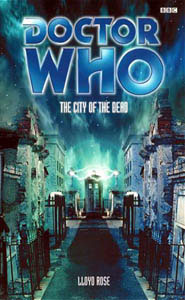 BBC
DOCTOR
WHO
THE CITY OF THE DEAD
LLOYD ROSE